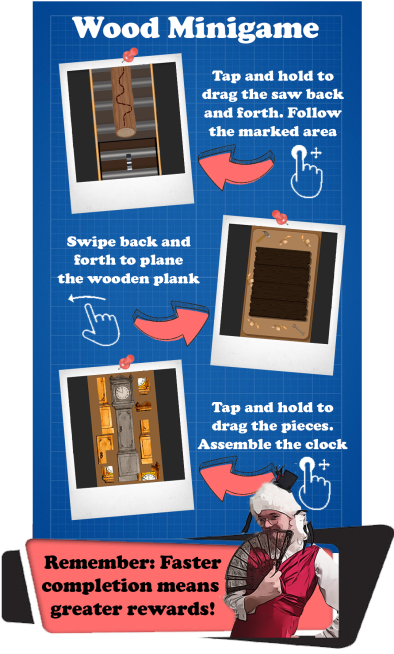 Wood Minigame
Tap and hold to
drag the saw back
and forth. Follow
the marked area
Swipe back and
forth to plane
the wooden plank
Tap and hold to
drag the pieces.
Assemble the clock
Remember: Faster
completion means
greater rewards!